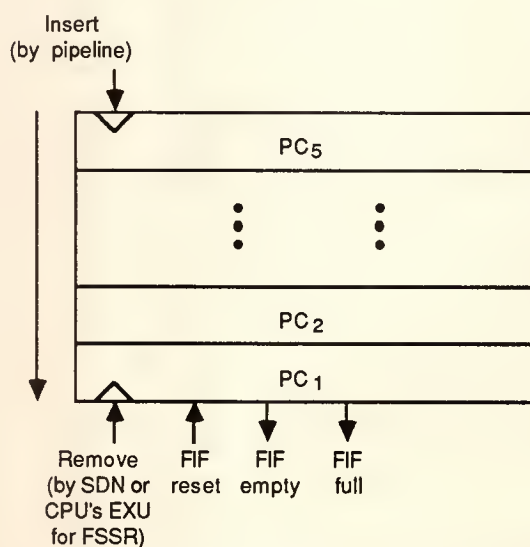 Insert
(by pipeline)
PC5
PC2
PC1
Remove
(by SDN or
CPU's EXU
for FSSR)
FIF
reset
FIF
empty
FIF
full